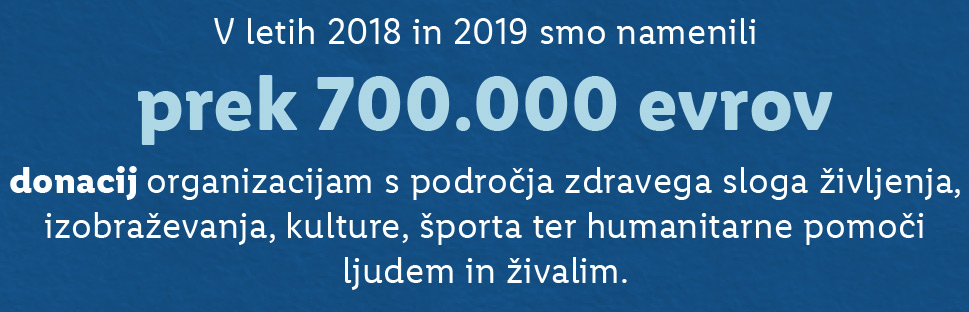 V letih 2018 in 2019 smo namenili
prek 700.000 evrov
donacij organizacijam s področja zdravega sloga življenja,
izobraževanja, kulture, športa ter humanitarne pomoči
ljudem in živalim.